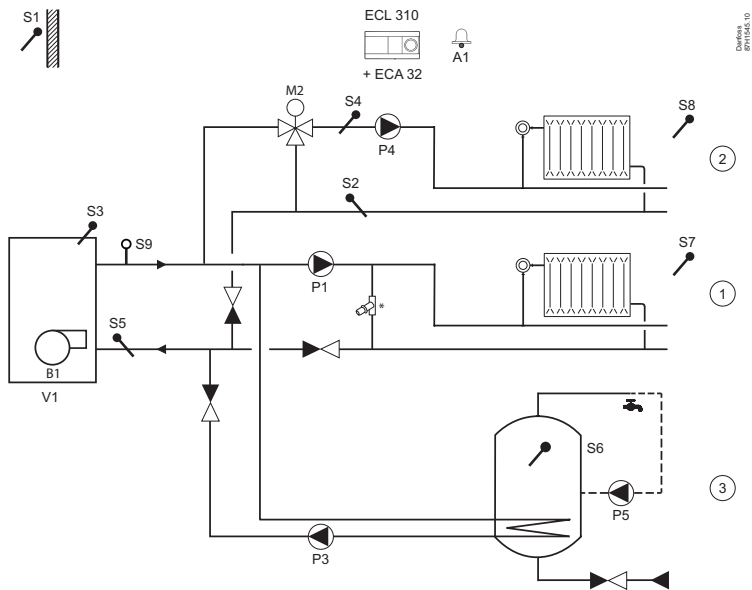 S1
ECL 310
A1
+ ECA 32
Danfoss
87H1545.10
M2
S4
S8
P4
2
S2
S3
S9
S7
P1
*
1
S5
B1
V1
S6
3
P5
P3